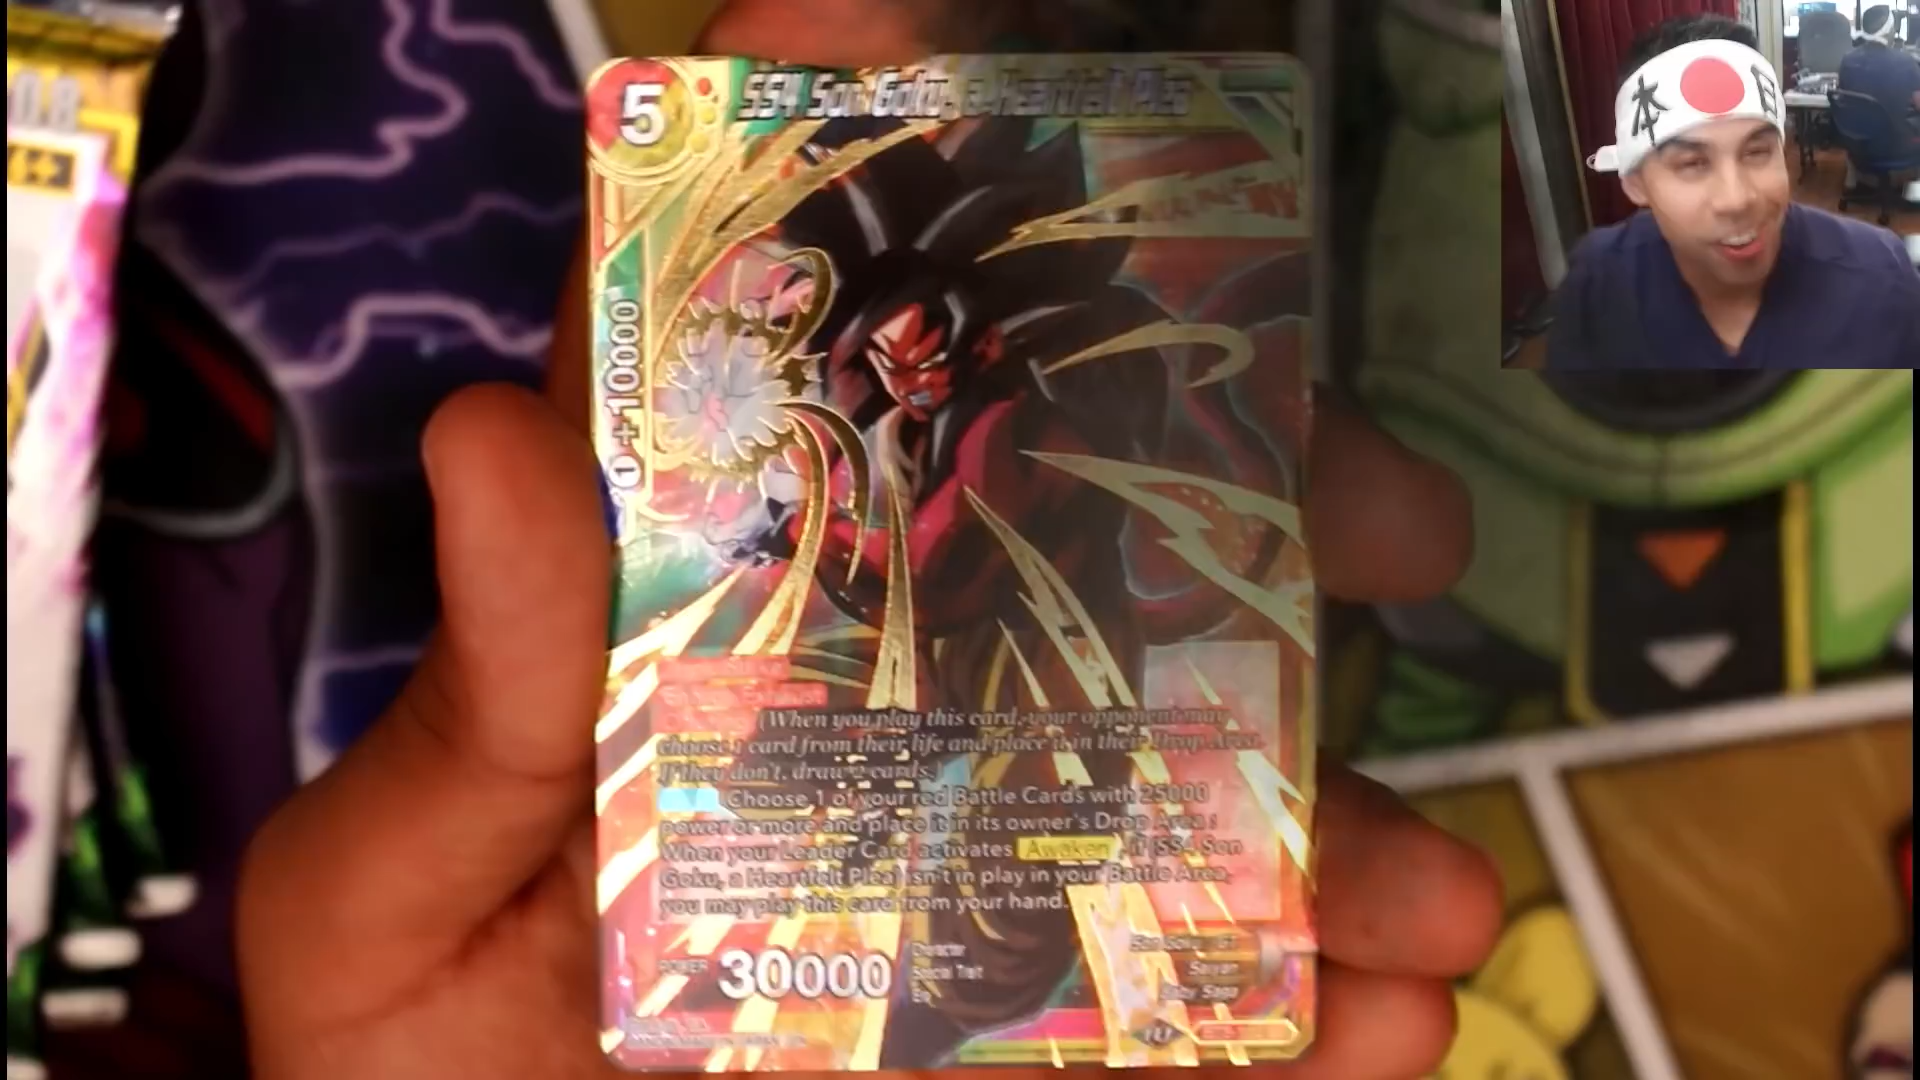 08
5
SS4 Son Goku, a Heartfelt Plea
1 +10000
本
日
(When you play this card, your opponent may
choose 1 card from their life and place it in their Drop Area.
If they don't, draw 2 cards.)
Choose 1 of your red Battle Cards with 25000
power or more and place it in its owner's Drop Area :
When your Leader Card activates Awaken, if SS4 Son
Goku, a Heartfelt Plea isn't in play in your Battle Area,
you may play this card from your hand.
POWER 30000
Character
Special Trait
Era
Son Goku : GT
Saiyan
Baby Saga